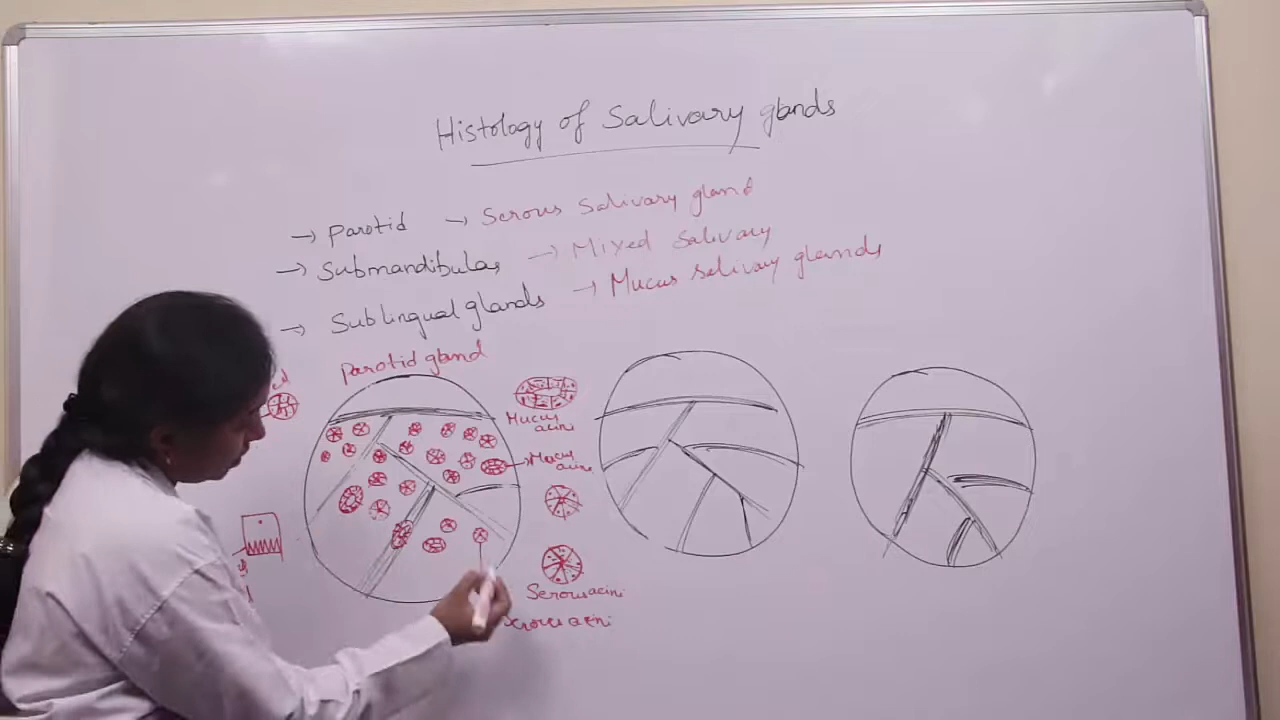 Histology of Salivary glands
→ Parotid → Serous Salivary gland
→ Submandibular → Mixed Salivary
→ Sublingual glands → Mucus salivary glands
Parotid gland
Mucus
acini
→ Mucus
acini
Serous acini
Serous acini